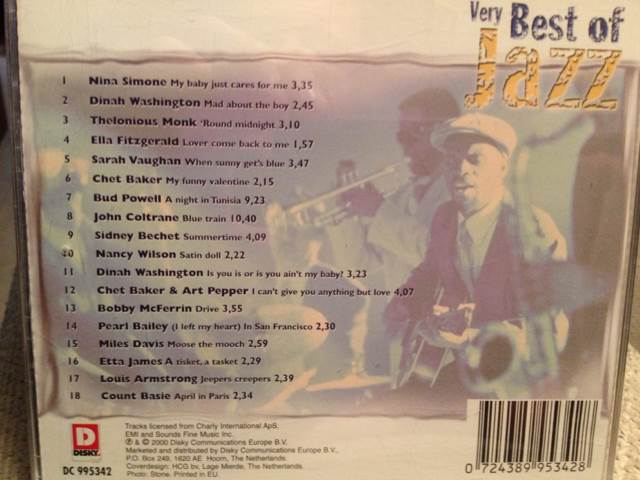 Very Best of
Jazz
1 Nina Simone My baby just cares for me 3,35
2 Dinah Washington Mad about the boy 2,45
3 Thelonious Monk 'Round midnight 3,10
4 Ella Fitzgerald Lover come back to me 1,57
5 Sarah Vaughan When sunny get's blue 3,47
6 Chet Baker My funny valentine 2,15
7 Bud Powell A night in Tunisia 9,23
8 John Coltrane Blue train 10,40
9 Sidney Bechet Summertime 4,09
10 Nancy Wilson Satin doll 2,22
11 Dinah Washington Is you is or is you ain't my baby? 3,23
12 Chet Baker & Art Pepper I can't give you anything but love 4,07
13 Bobby McFerrin Drive 3,55
14 Pearl Bailey (I left my heart) In San Francisco 2,30
15 Miles Davis Moose the mooch 2,59
16 Etta James A tisket, a tasket 2,29
17 Louis Armstrong Jeepers creepers 2,39
18 Count Basie April in Paris 2,34
D
DISKY
DC 995342
Tracks licensed from Charly International ApS.
EMI and Sounds Fine Music Inc.
℗ & © 2000 Disky Communications Europe B.V.
Marketed and distributed by Disky Communications Europe B.V.,
P.O. Box 249, 1620 AE Hoorn, The Netherlands.
Coverdesign: HCG bv, Lage Mierde, The Netherlands.
Photo: Stone. Printed in EU.
0 724389 953428